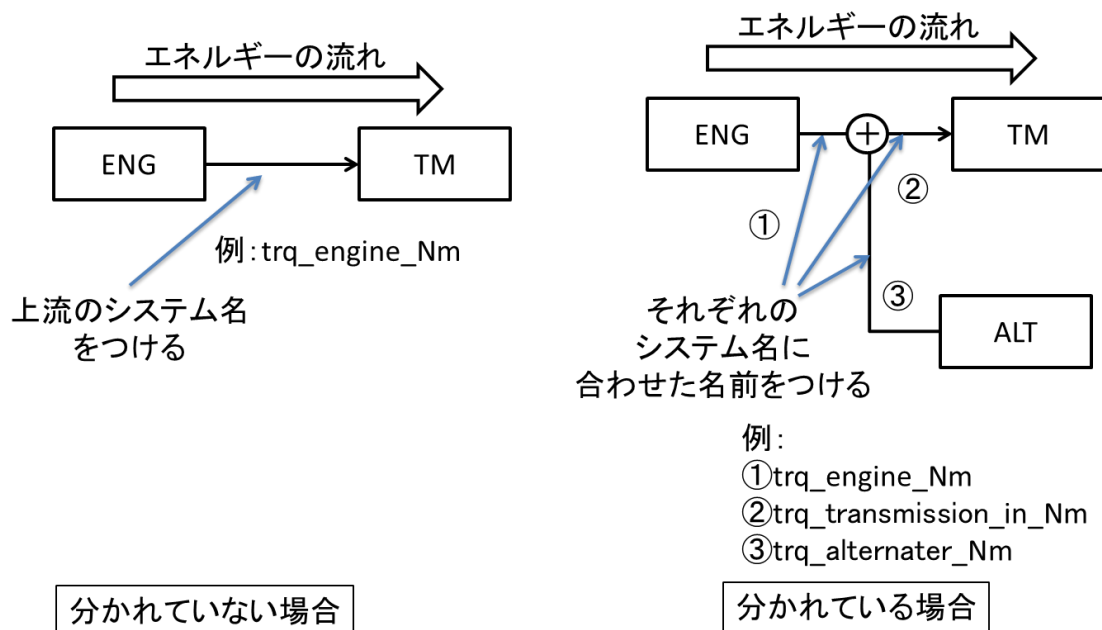 エネルギーの流れ
ENG
TM
例：trq_engine_Nm
上流のシステム名
をつける
分かれていない場合
エネルギーの流れ
ENG
+
TM
①
②
③
それぞれの
システム名に
合わせた名前をつける
ALT
例：
①trq_engine_Nm
②trq_transmission_in_Nm
③trq_alternater_Nm
分かれている場合